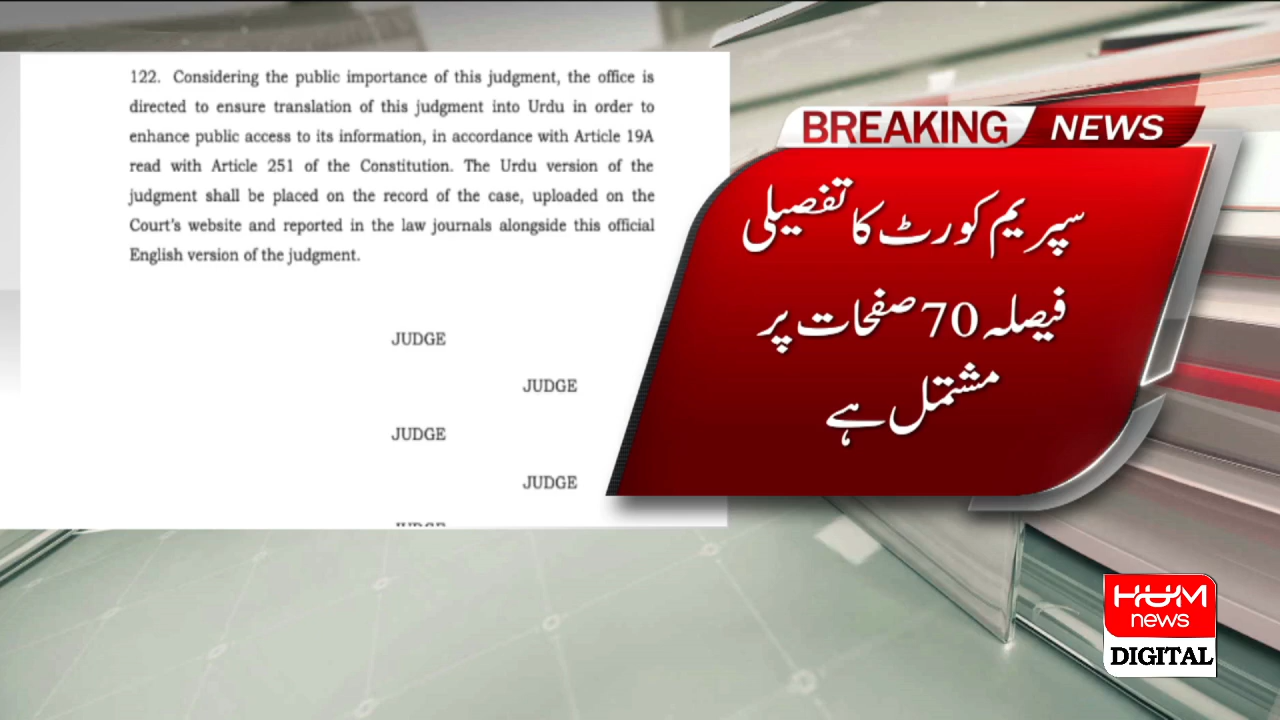 122. Considering the public importance of this judgment, the office is
directed to ensure translation of this judgment into Urdu in order to
enhance public access to its information, in accordance with Article 19A
read with Article 251 of the Constitution. The Urdu version of the
judgment shall be placed on the record of the case, uploaded on the
Court's website and reported in the law journals alongside this official
English version of the judgment.
JUDGE
JUDGE
JUDGE
JUDGE
BREAKING NEWS
سپریم کورٹ کا تفصیلی
فیصلہ 70 صفحات پر
مشتمل ہے
HUM
news
DIGITAL